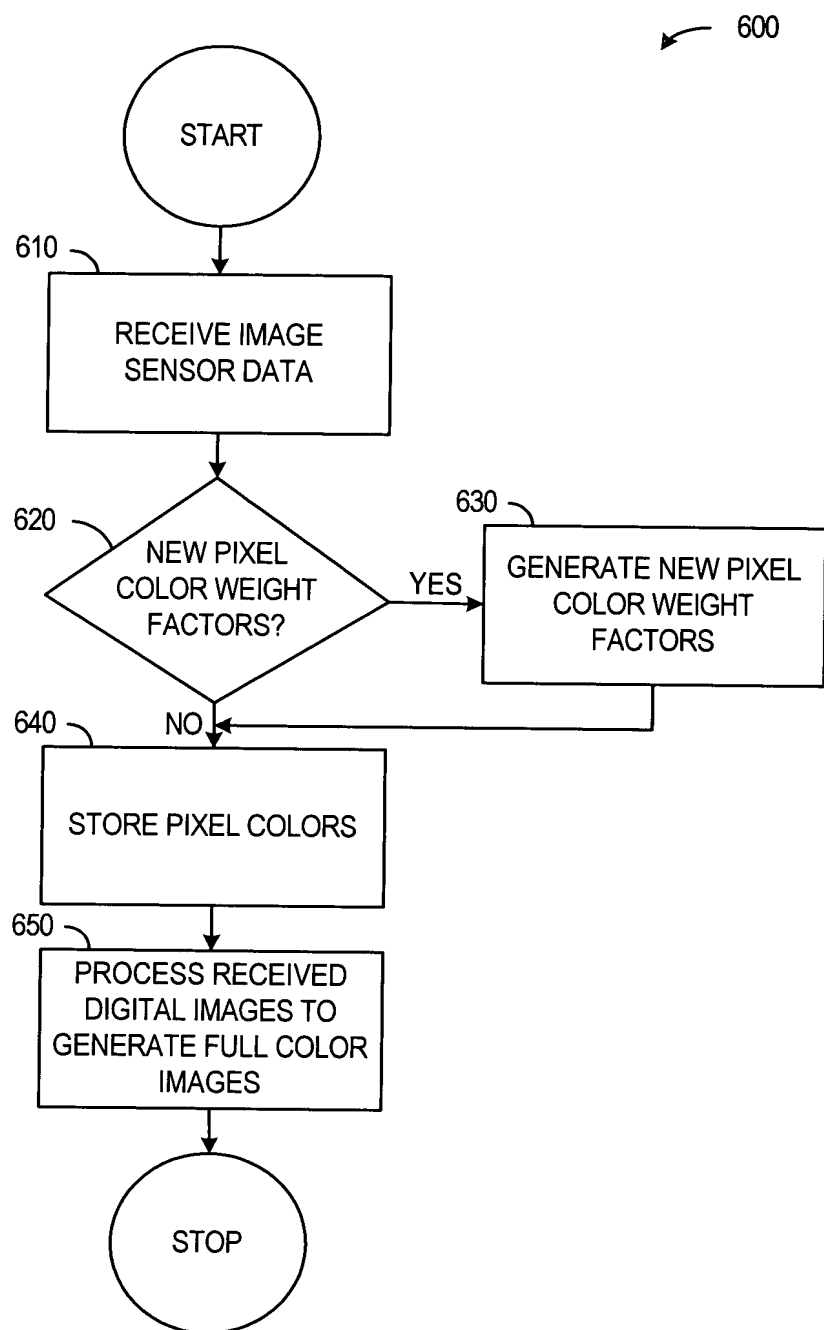 600
START
610
RECEIVE IMAGE
SENSOR DATA
620
NEW PIXEL
COLOR WEIGHT
FACTORS?
YES
630
GENERATE NEW PIXEL
COLOR WEIGHT
FACTORS
NO
640
STORE PIXEL COLORS
650
PROCESS RECEIVED
DIGITAL IMAGES TO
GENERATE FULL COLOR
IMAGES
STOP